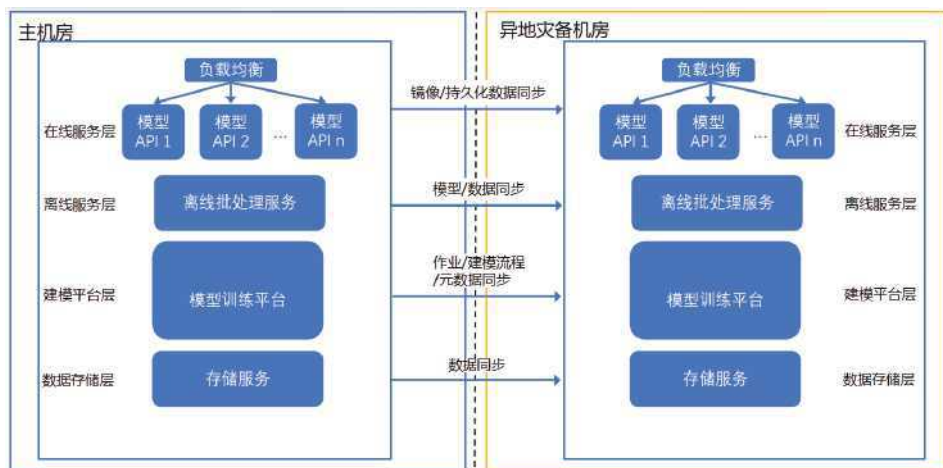 主机房
负载均衡
模型
API 1
模型
API 2
...
模型
API n
在线服务层
离线批处理服务
离线服务层
模型训练平台
建模平台层
存储服务
数据存储层
镜像/持久化数据同步
模型/数据同步
作业/建模流程
/元数据同步
数据同步
异地灾备机房
负载均衡
模型
API 1
模型
API 2
...
模型
API n
在线服务层
离线批处理服务
离线服务层
模型训练平台
建模平台层
存储服务
数据存储层